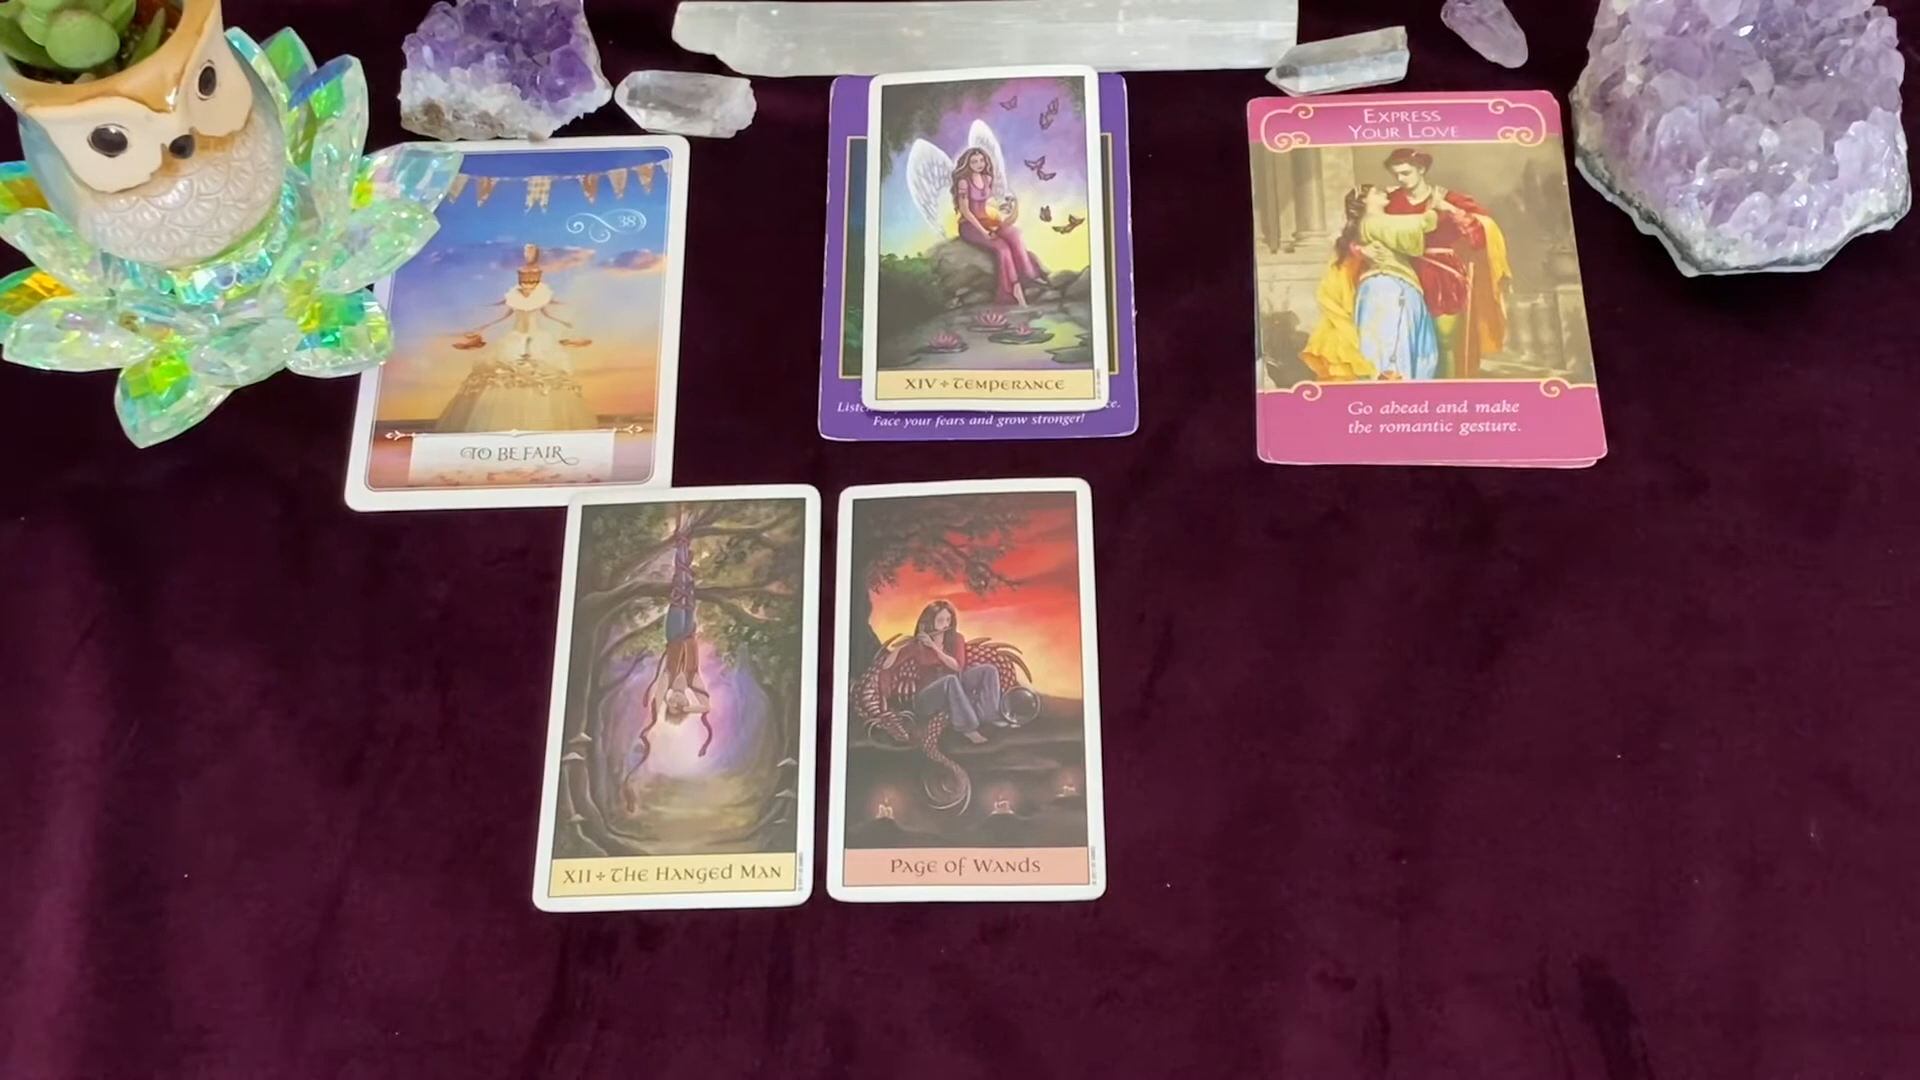 38
TO BE FAIR
XIV ✢ TEMPERANCE
Face your fears and grow stronger!
EXPRESS
YOUR LOVE
Go ahead and make
the romantic gesture.
XII ✢ THE HANGED MAN
PAGE OF WANDS